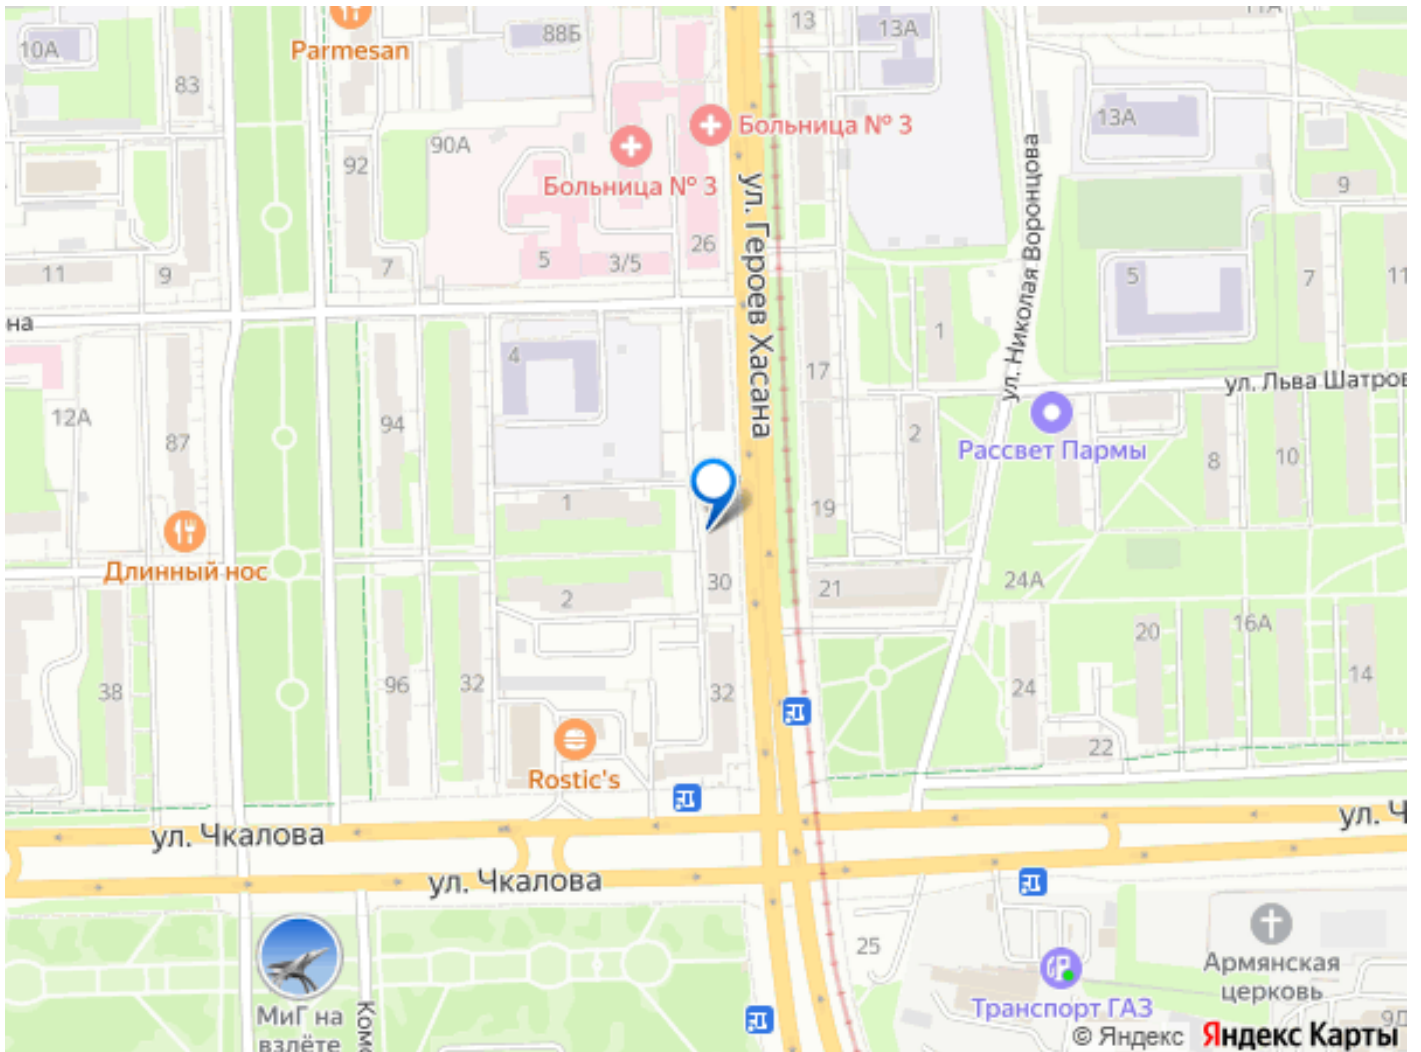 10А
83
Parmesan
88Б
13
13А
11А
92
90А
Больница № 3
Больница № 3
13А
ул. Николая Воронцова
9
11
9
7
5
3/5
26
ул. Героев Хасана
1
5
7
11
на
4
17
ул. Льва Шатров
12А
87
94
2
Рассвет Пармы
8
10
1
19
Длинный нос
2
30
21
24А
20
16А
38
96
32
32
24
14
22
Rostic's
ул. Чкалова
ул. Ч
ул. Чкалова
25
МиГ на
взлёте
Комс
Транспорт ГАЗ
Армянская
церковь
9Д
© Яндекс Яндекс Карты